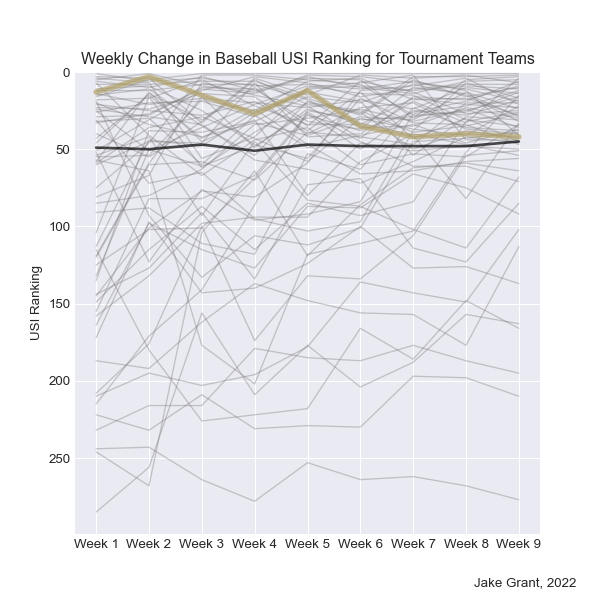 Weekly Change in Baseball USI Ranking for Tournament Teams
0
50
100
150
200
250
USI Ranking
Week 1 Week 2 Week 3 Week 4 Week 5 Week 6 Week 7 Week 8 Week 9
Jake Grant, 2022